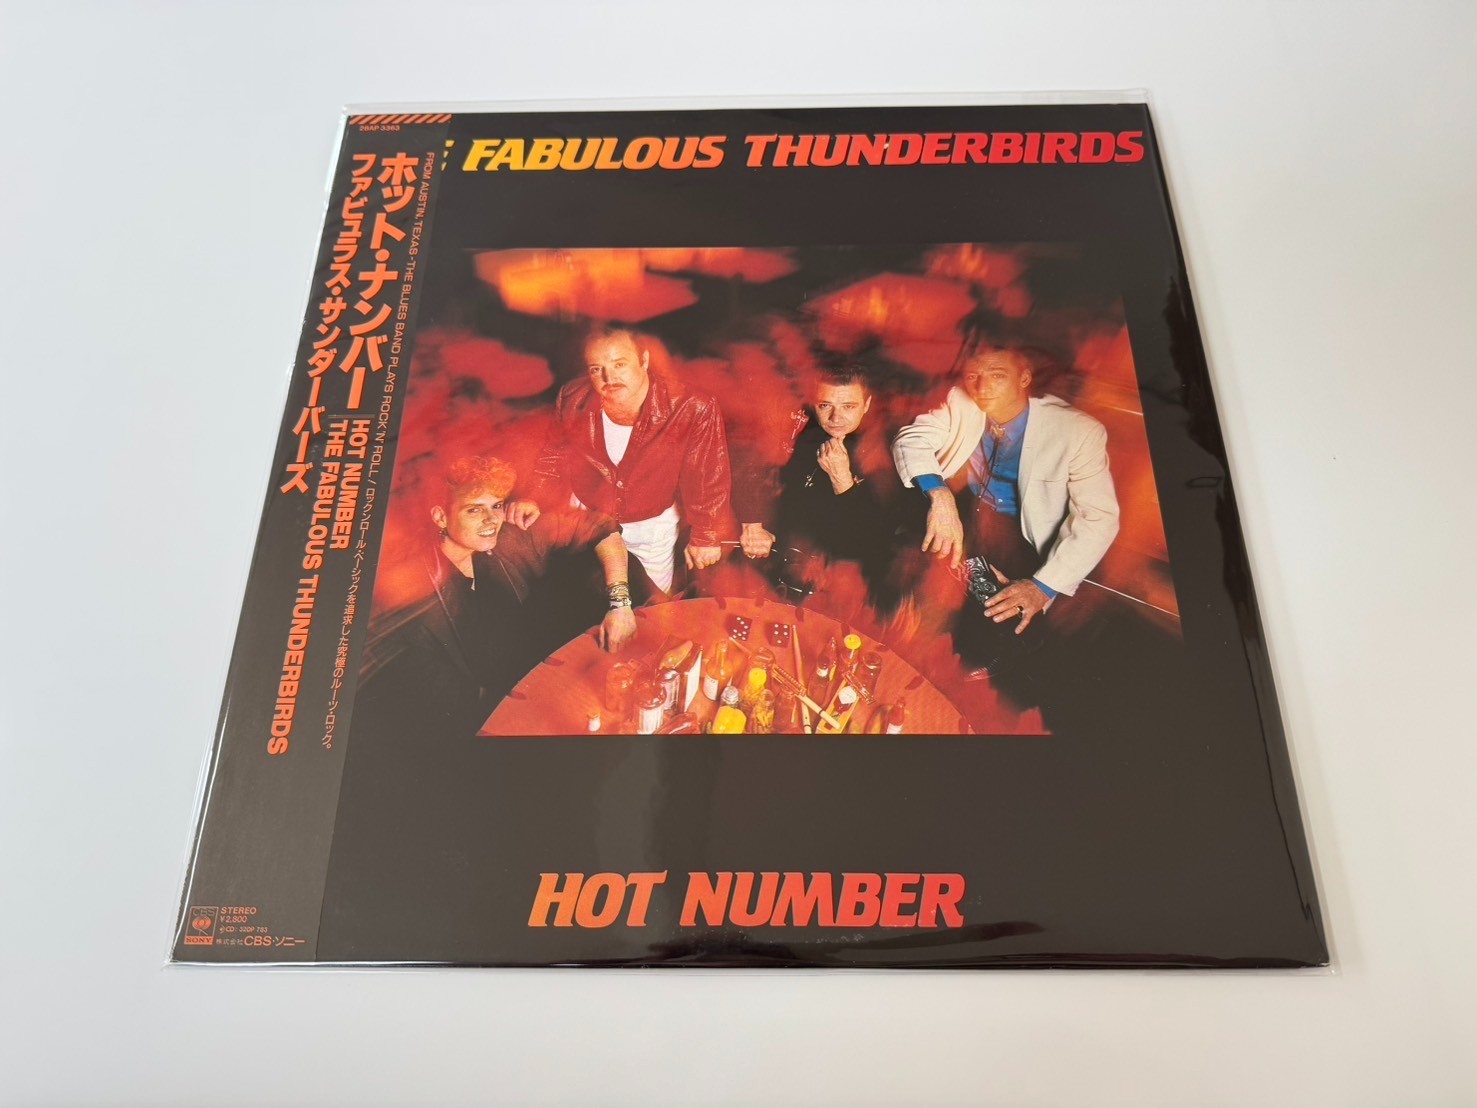 28AP 3363
FABULOUS THUNDERBIRDS
FROM AUSTIN, TEXAS-THE BLUES BAND PLAYS ROCK 'N' ROLL / ロックンロール・ベーシックを追求した究極のルーツ・ロック。
ホット・ナンバー
HOT NUMBER
ファビュラス・サンダーバーズ
THE FABULOUS THUNDERBIRDS
HOT NUMBER
CBS
SONY
STEREO
¥2,800
CD: 32DP 793
株式会社 CBS・ソニー